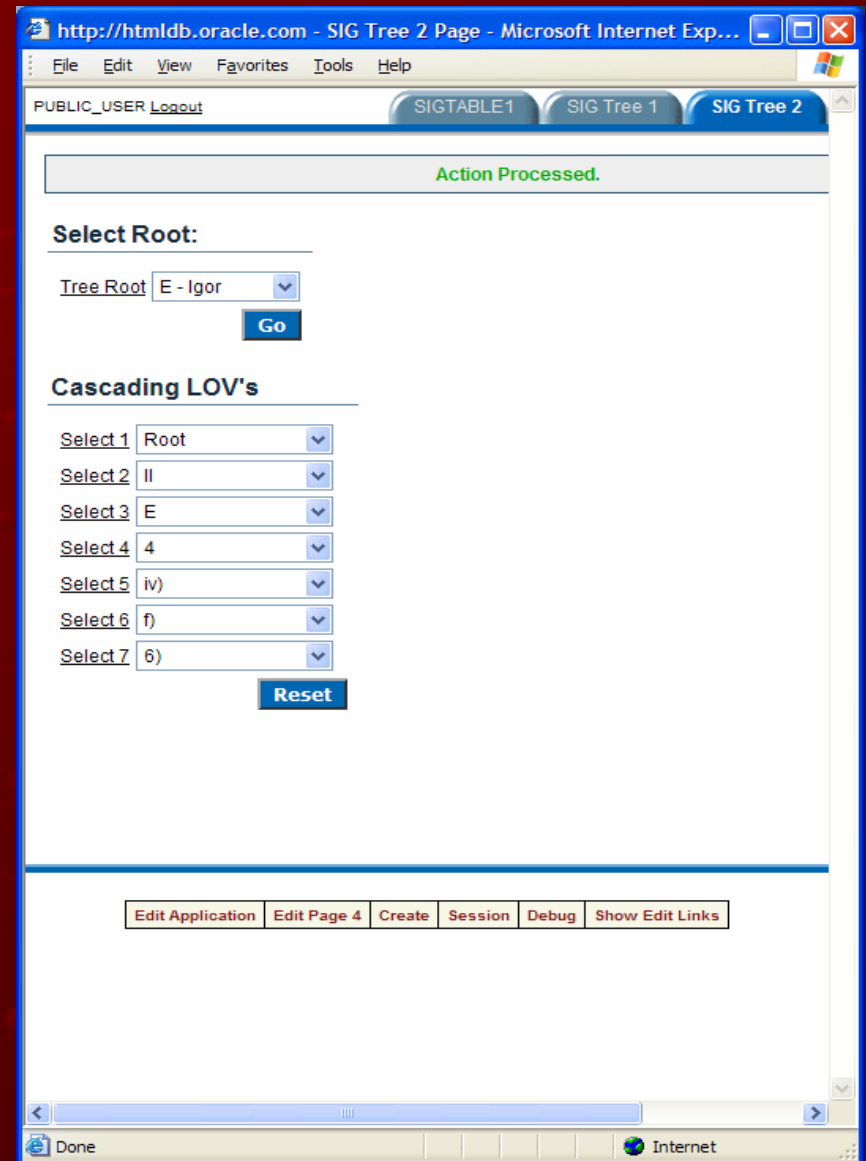 http://htmldb.oracle.com - SIG Tree 2 Page - Microsoft Internet Exp...
File Edit View Favorites Tools Help
PUBLIC_USER Logout SIGTABLE1 SIG Tree 1 SIG Tree 2
Action Processed.
Select Root:
Tree Root E - Igor
Go
Cascading LOV's
Select 1 Root
Select 2 II
Select 3 E
Select 4 4
Select 5 iv)
Select 6 f)
Select 7 6)
Reset
Edit Application Edit Page 4 Create Session Debug Show Edit Links
Done Internet